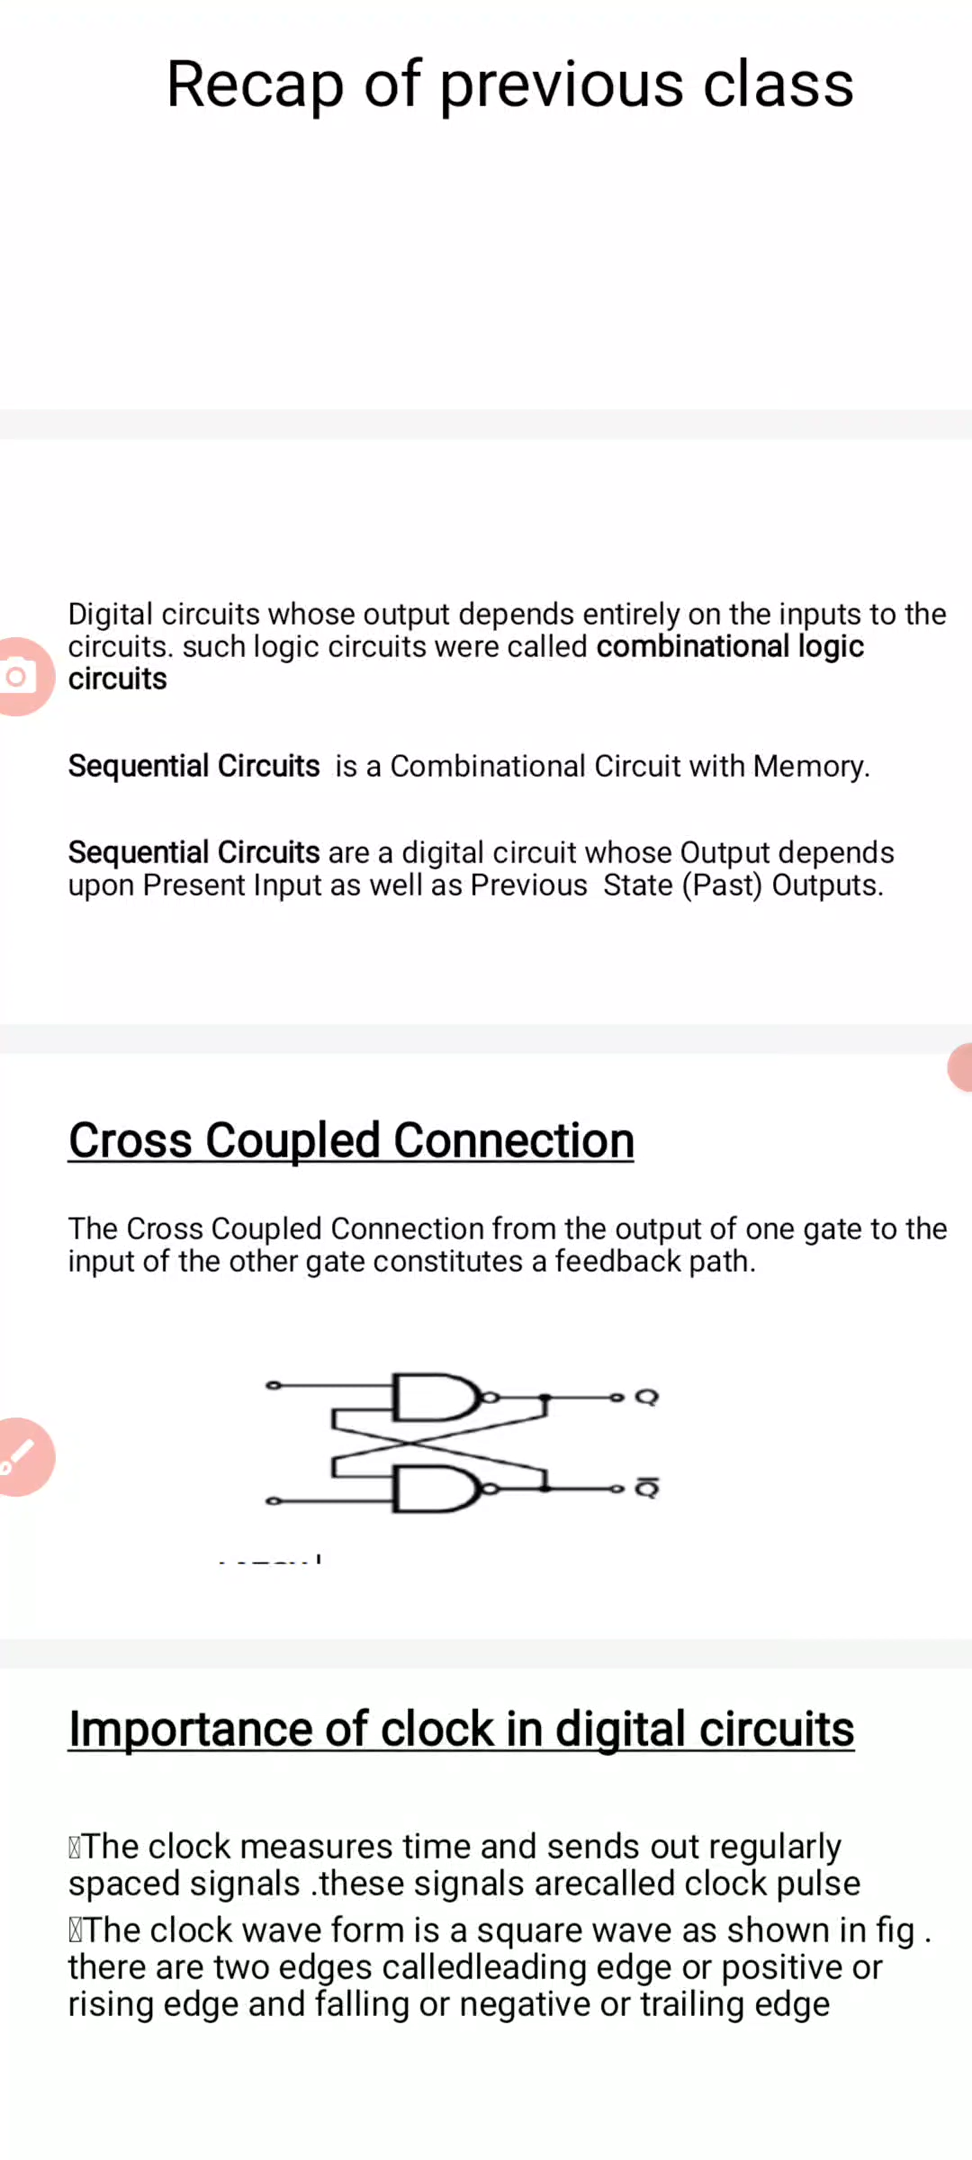 Recap of previous class
Digital circuits whose output depends entirely on the inputs to the
circuits. such logic circuits were called combinational logic
circuits
Sequential Circuits is a Combinational Circuit with Memory.
Sequential Circuits are a digital circuit whose Output depends
upon Present Input as well as Previous State (Past) Outputs.
Cross Coupled Connection
The Cross Coupled Connection from the output of one gate to the
input of the other gate constitutes a feedback path.
Q
Q̅
Importance of clock in digital circuits
The clock measures time and sends out regularly
spaced signals .these signals arecalled clock pulse
The clock wave form is a square wave as shown in fig .
there are two edges calledleading edge or positive or
rising edge and falling or negative or trailing edge